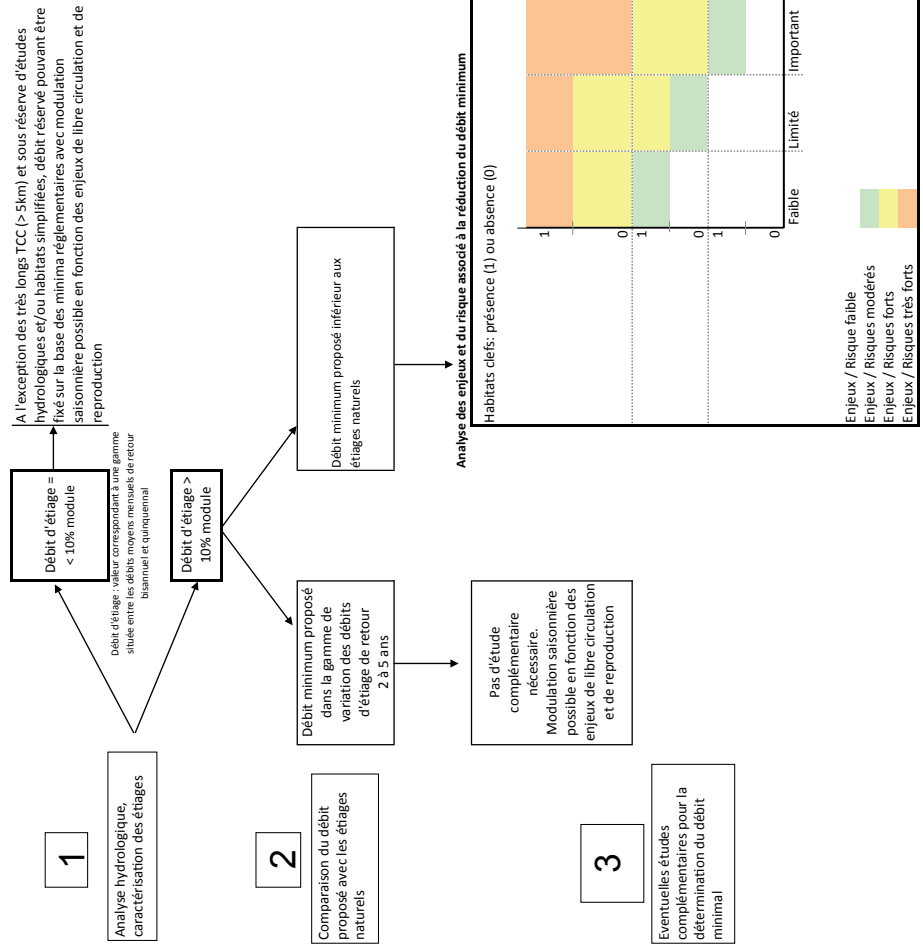 1
Analyse hydrologique,
caractérisation des étiages
Débit d'étiage =
< 10% module
Débit d'étiage : valeur correspondant à une gamme
située entre les débits moyens mensuels de retour
bisannuel et quinquennal
A l'exception des très longs TCC (> 5km) et sous réserve d'études
hydrologiques et/ou habitats simplifiées, débit réservé pouvant être
fixé sur la base des minima réglementaires avec modulation
saisonnière possible en fonction des enjeux de libre circulation et de
reproduction
Débit d'étiage >
10% module
2
Comparaison du débit
proposé avec les étiages
naturels
Débit minimum proposé
dans la gamme de
variation des débits
d'étiage de retour
2 à 5 ans
Débit minimum proposé inférieur aux
étiages naturels
3
Eventuelles études
complémentaires pour la
détermination du débit
minimal
Pas d'étude
complémentaire
nécessaire.
Modulation saisonnière
possible en fonction des
enjeux de libre circulation
et de reproduction
Analyse des enjeux et du risque associé à la réduction du débit minimum
Habitats clefs: présence (1) ou absence (0)
1
0
1
0
1
0
Faible
Limité
Important
Enjeux / Risque faible
Enjeux / Risques modérés
Enjeux / Risques forts
Enjeux / Risques très forts